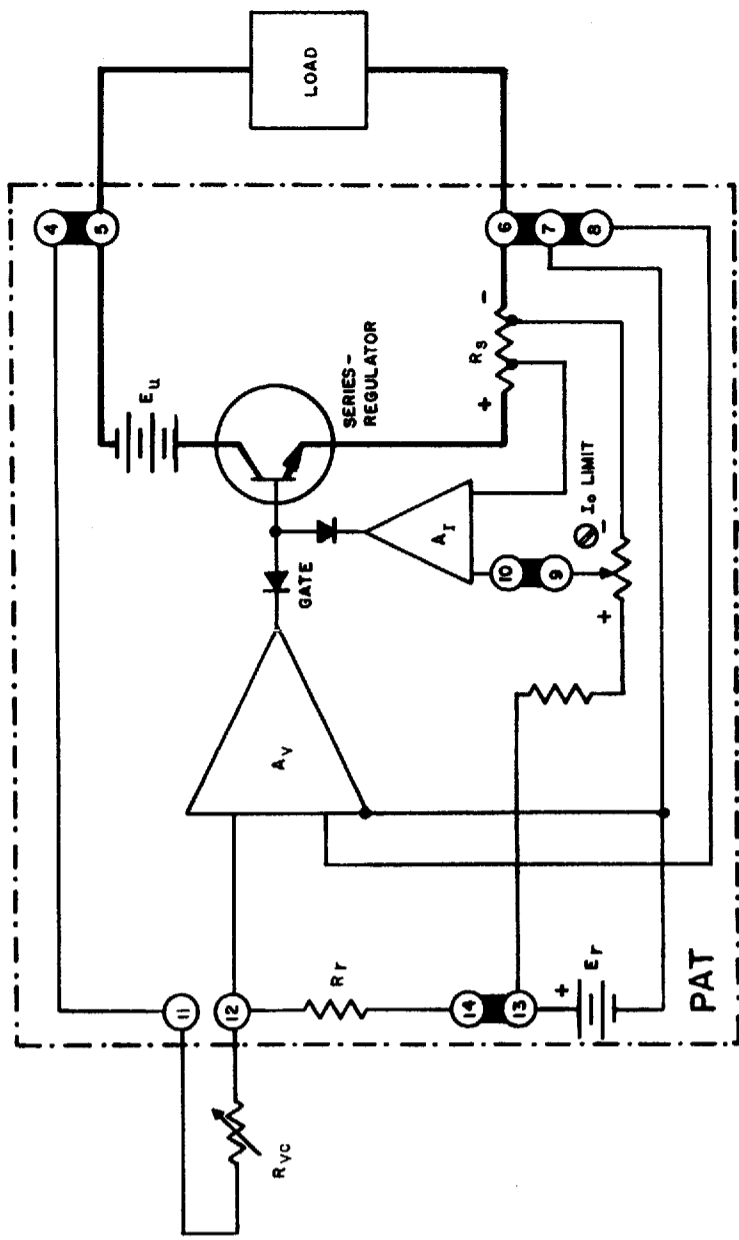 4
5
Eu
11
12
RVC
AV
GATE
LOAD
Rr
SERIES-
REGULATOR
AI
14
10
Rs
+
-
6
13
9
7
+
Er
Io LIMIT
8
+
-
PAT